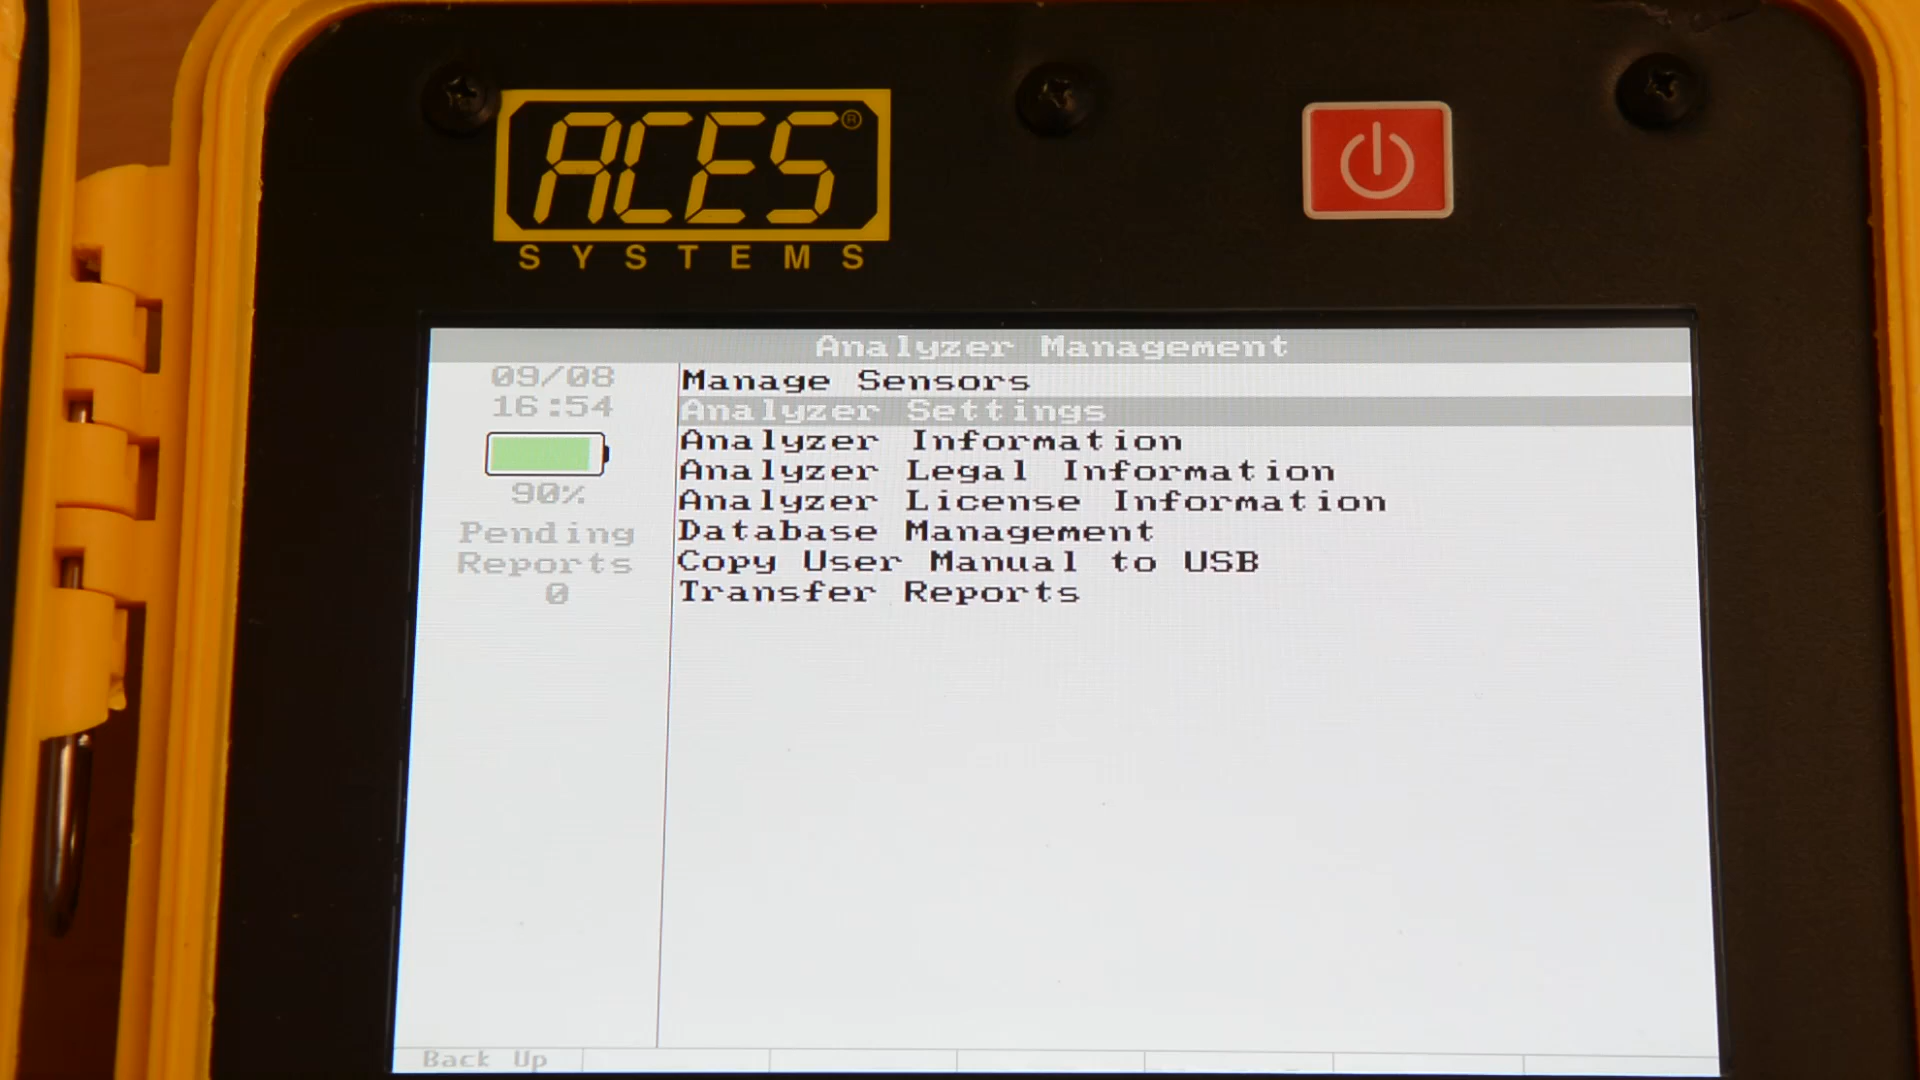 ACES®
SYSTEMS
Analyzer Management
09/08
16:54
90%
Pending
Reports
0
Manage Sensors
Analyzer Settings
Analyzer Information
Analyzer Legal Information
Analyzer License Information
Database Management
Copy User Manual to USB
Transfer Reports
Back Up